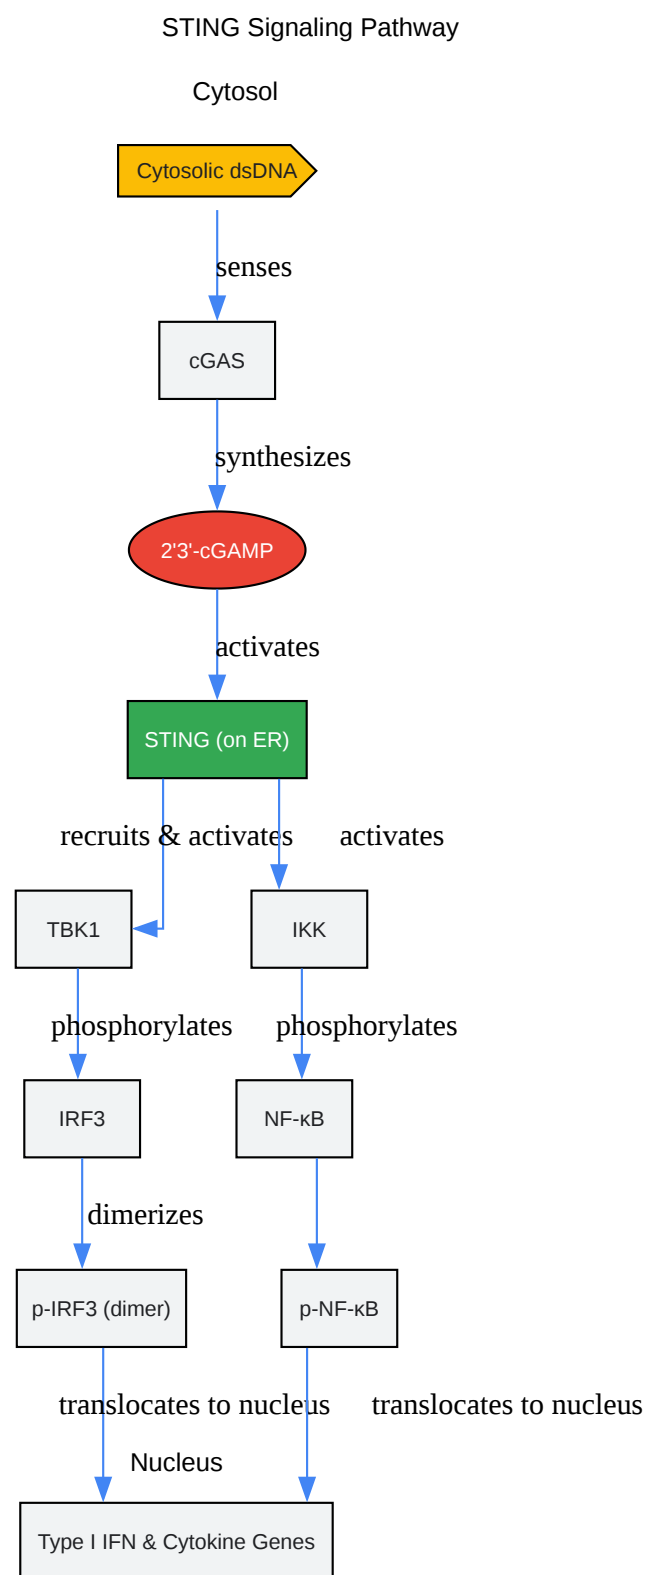 STING Signaling Pathway
Cytosol
Cytosolic dsDNA
senses
cGAS
synthesizes
2'3'-cGAMP
activates
STING (on ER)
recruits & activates
activates
TBK1
IKK
phosphorylates
phosphorylates
IRF3
NF-κB
dimerizes
p-IRF3 (dimer)
p-NF-κB
translocates to nucleus
translocates to nucleus
Nucleus
Type I IFN & Cytokine Genes